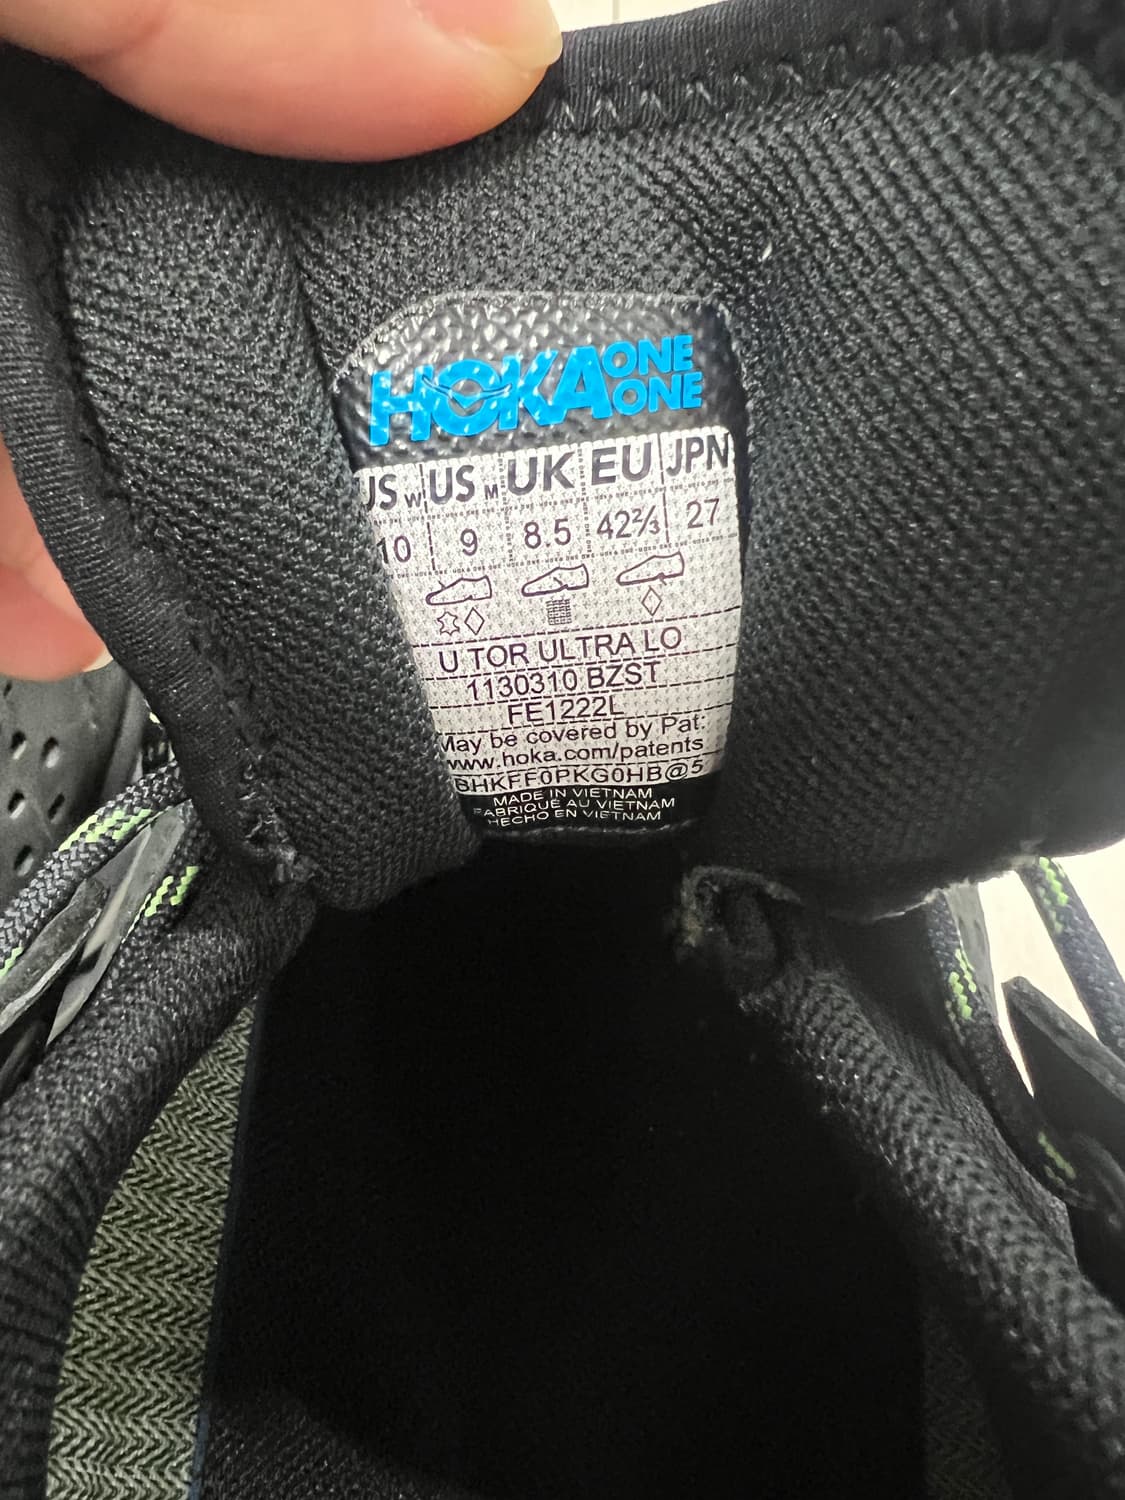 HOKA ONE ONE
US W US M UK EU JPN
10 9 8.5 42⅔ 27
U TOR ULTRA LO
1130310 BZST
FE1222L
May be covered by Pat:
www.hoka.com/patents
SHKFF0PKG0HB@5
MADE IN VIETNAM
FABRIQUÉ AU VIETNAM
HECHO EN VIETNAM